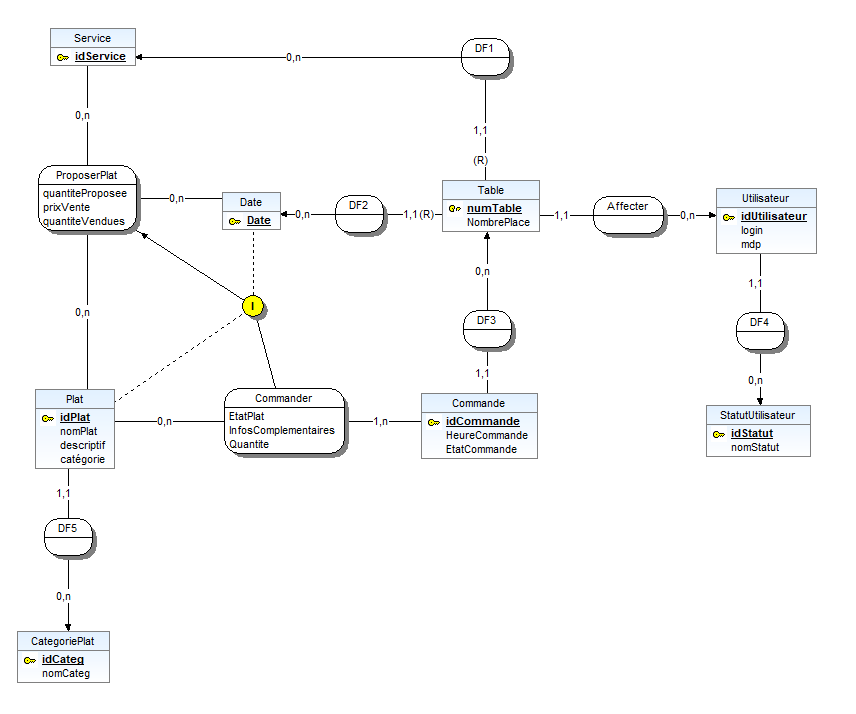 Service
idService
0,n
DF1
0,n
1,1
(R)
ProposerPlat
quantiteProposee
prixVente
quantiteVendues
0,n
Date
Date
0,n
DF2
1,1(R)
Table
numTable
NombrePlace
1,1
Affecter
0,n
Utilisateur
idUtilisateur
login
mdp
0,n
I
0,n
DF3
1,1
1,1
DF4
0,n
Plat
idPlat
nomPlat
descriptif
catégorie
0,n
Commander
EtatPlat
InfosComplementaires
Quantite
1,n
Commande
idCommande
HeureCommande
EtatCommande
StatutUtilisateur
idStatut
nomStatut
1,1
DF5
0,n
CategoriePlat
idCateg
nomCateg